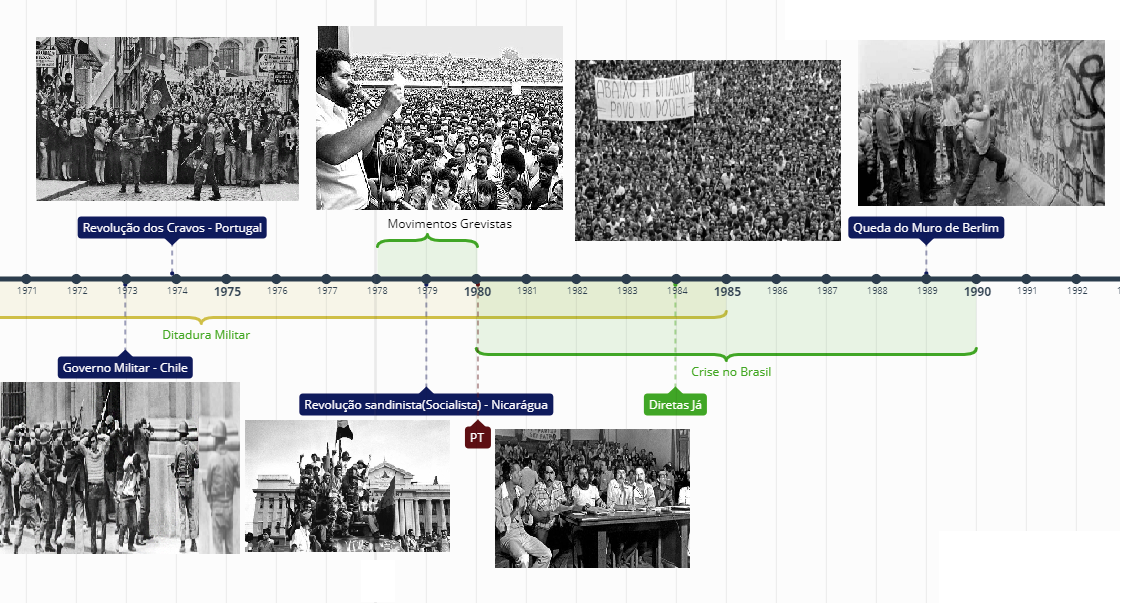 ABAIXO A DITADURA
POVO NO PODER
Revolução dos Cravos - Portugal
Movimentos Grevistas
Queda do Muro de Berlim
1971 1972 1973 1974 1975 1976 1977 1978 1979 1980 1981 1982 1983 1984 1985 1986 1987 1988 1989 1990 1991 1992
Ditadura Militar
Governo Militar - Chile
Crise no Brasil
Revolução sandinista(Socialista) - Nicarágua
Diretas Já
PT